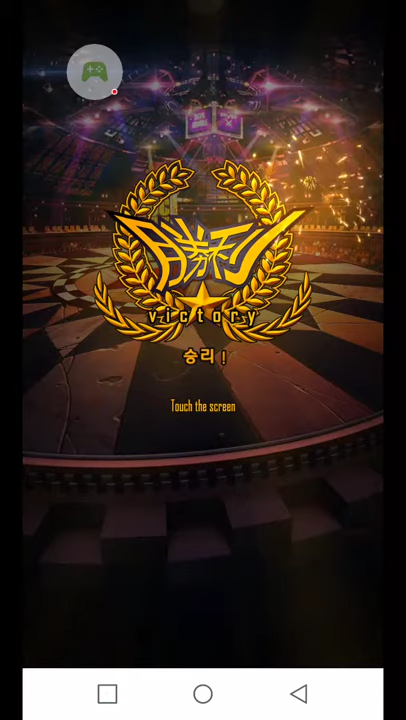 勝利
victory
승리 !
Touch the screen